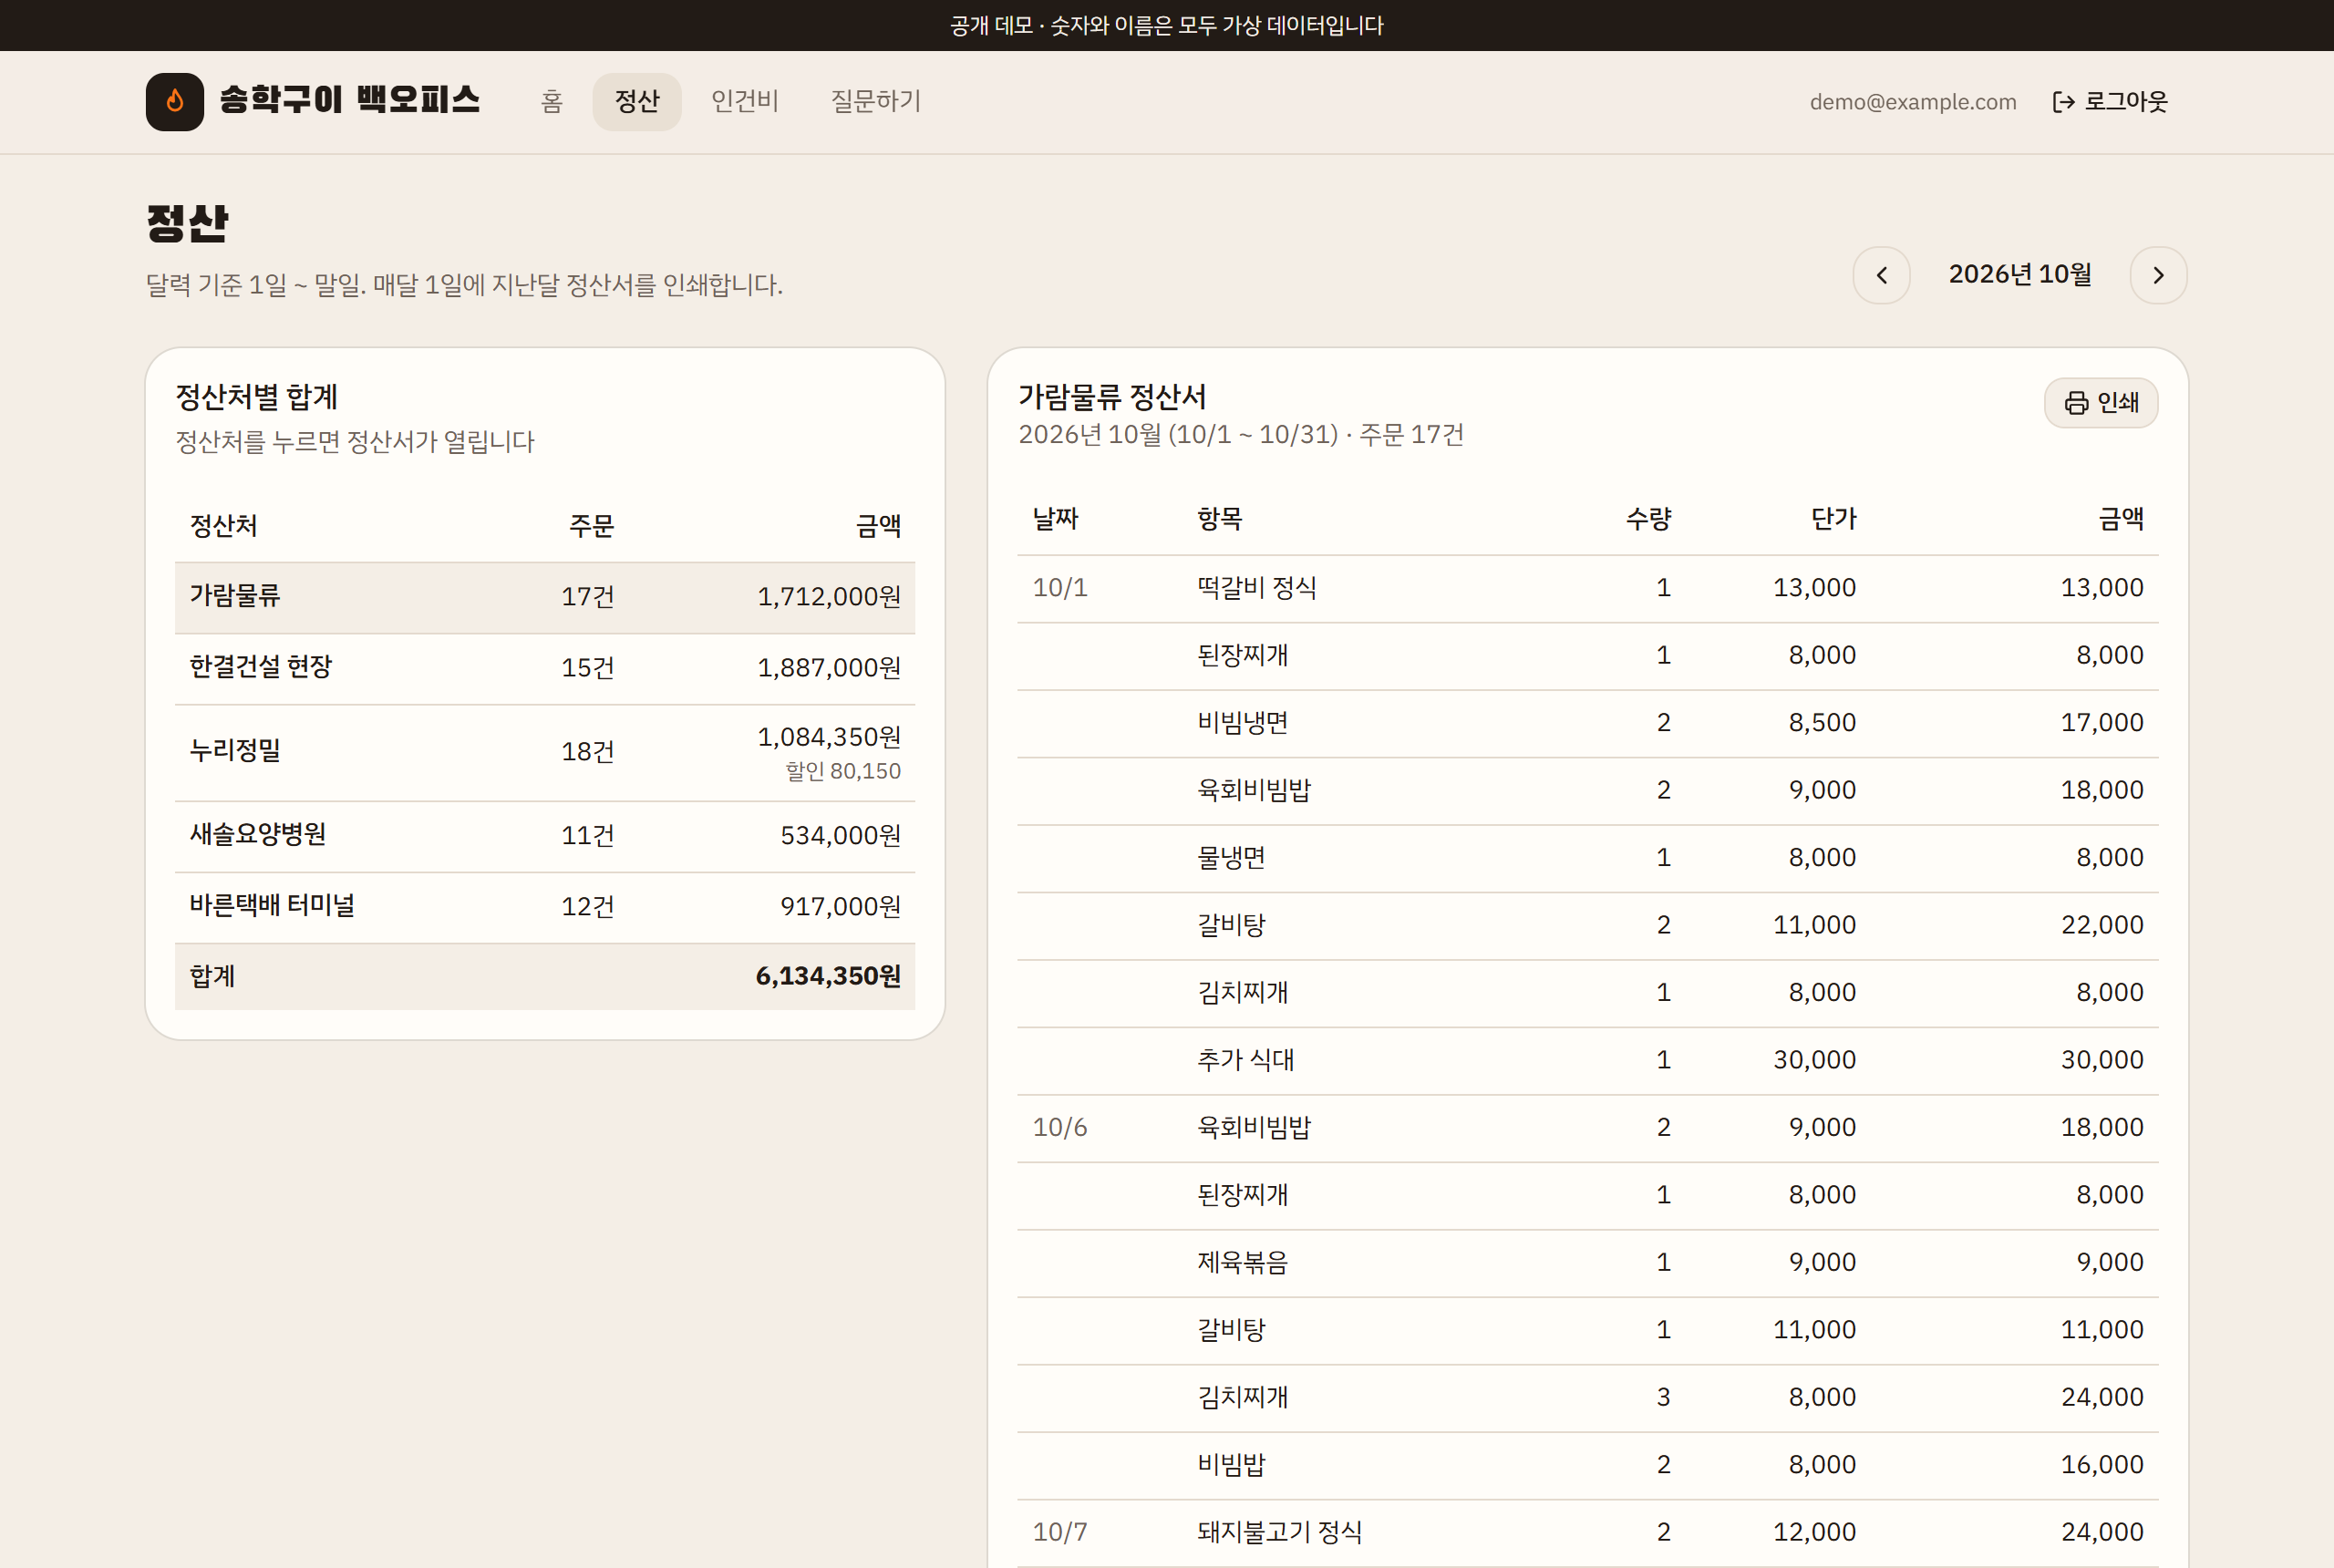 공개 데모 · 숫자와 이름은 모두 가상 데이터입니다
송학구이 백오피스 홈 정산 인건비 질문하기 demo@example.com 로그아웃
정산
달력 기준 1일 ~ 말일. 매달 1일에 지난달 정산서를 인쇄합니다.
2026년 10월
정산처별 합계
정산처를 누르면 정산서가 열립니다
정산처 주문 금액
가람물류 17건 1,712,000원
한결건설 현장 15건 1,887,000원
누리정밀 18건 1,084,350원
할인 80,150
새솔요양병원 11건 534,000원
바른택배 터미널 12건 917,000원
합계 6,134,350원
가람물류 정산서
2026년 10월 (10/1 ~ 10/31) · 주문 17건
인쇄
날짜 항목 수량 단가 금액
10/1 떡갈비 정식 1 13,000 13,000
된장찌개 1 8,000 8,000
비빔냉면 2 8,500 17,000
육회비빔밥 2 9,000 18,000
물냉면 1 8,000 8,000
갈비탕 2 11,000 22,000
김치찌개 1 8,000 8,000
추가 식대 1 30,000 30,000
10/6 육회비빔밥 2 9,000 18,000
된장찌개 1 8,000 8,000
제육볶음 1 9,000 9,000
갈비탕 1 11,000 11,000
김치찌개 3 8,000 24,000
비빔밥 2 8,000 16,000
10/7 돼지불고기 정식 2 12,000 24,000